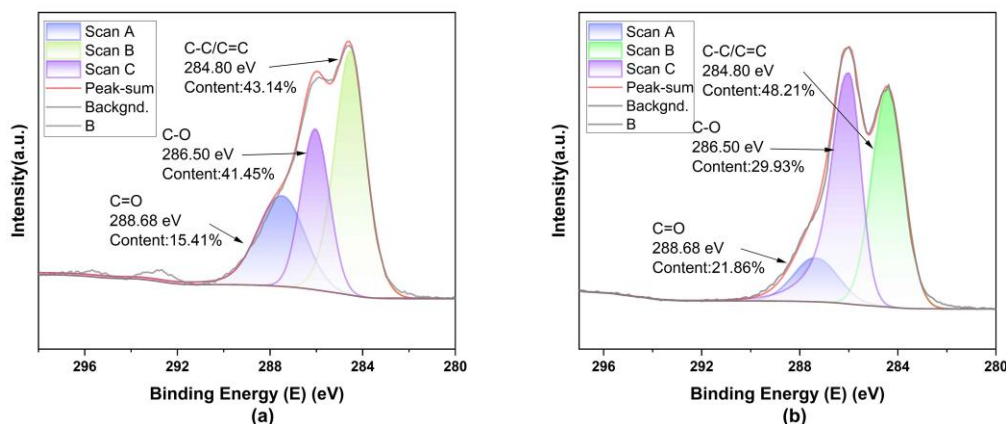 Scan A
Scan B
Scan C
Peak-sum
Backgnd.
B
C-C/C=C
284.80 eV
Content:43.14%
C-O
286.50 eV
Content:41.45%
C=O
288.68 eV
Content:15.41%
Intensity(a.u.)
296
292
288
284
280
Binding Energy (E) (eV)
(a)
Scan A
Scan B
Scan C
Peak-sum
Backgnd.
B
C-C/C=C
284.80 eV
Content:48.21%
C-O
286.50 eV
Content:29.93%
C=O
288.68 eV
Content:21.86%
Intensity(a.u.)
296
292
288
284
280
Binding Energy (E) (eV)
(b)